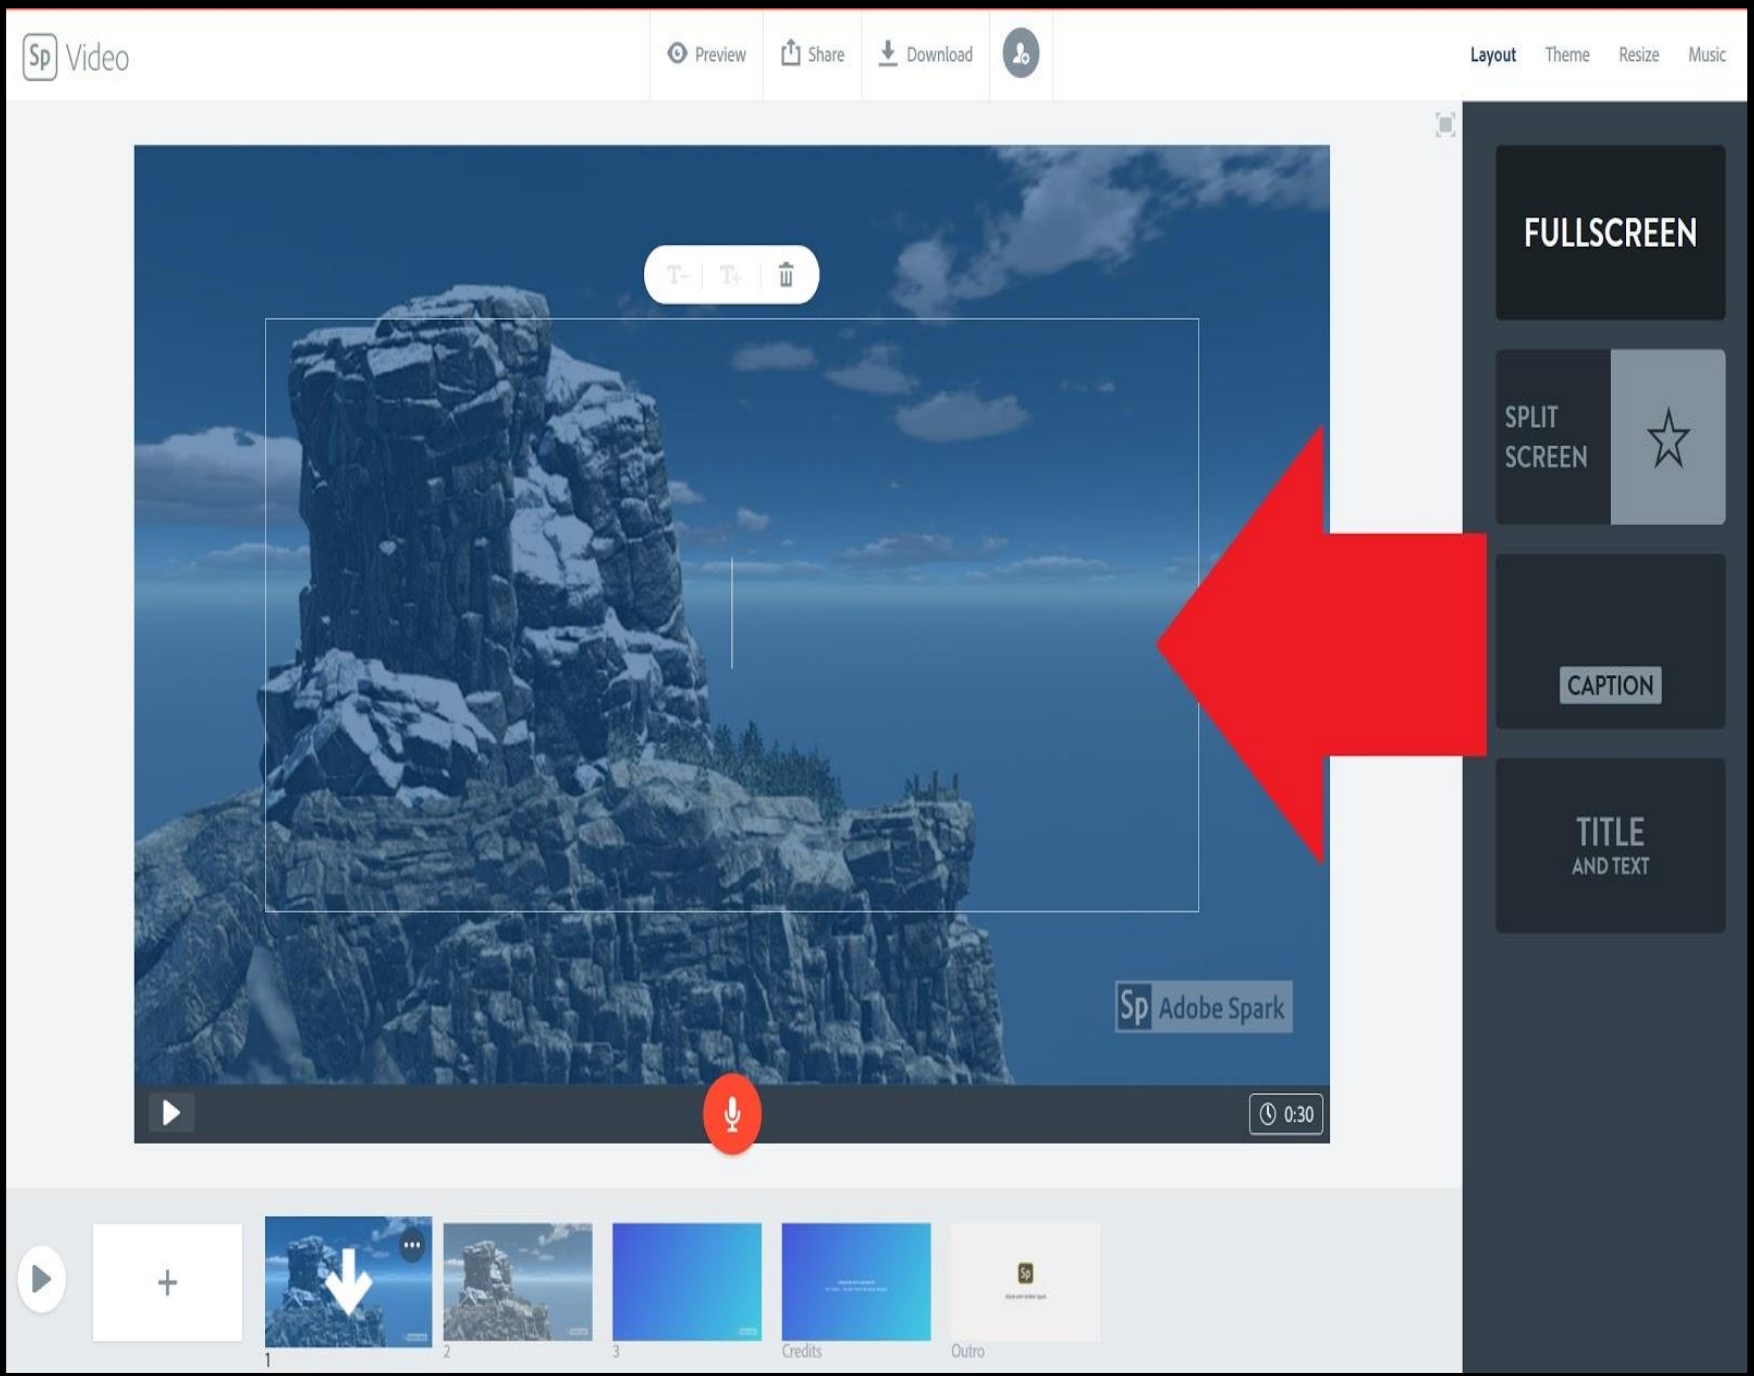 Sp Video
Preview Share Download
Layout Theme Resize Music
T- T+
FULLSCREEN
SPLIT
SCREEN
CAPTION
TITLE
AND TEXT
Sp Adobe Spark
0:30
Sp
1 2 3 Credits Outro